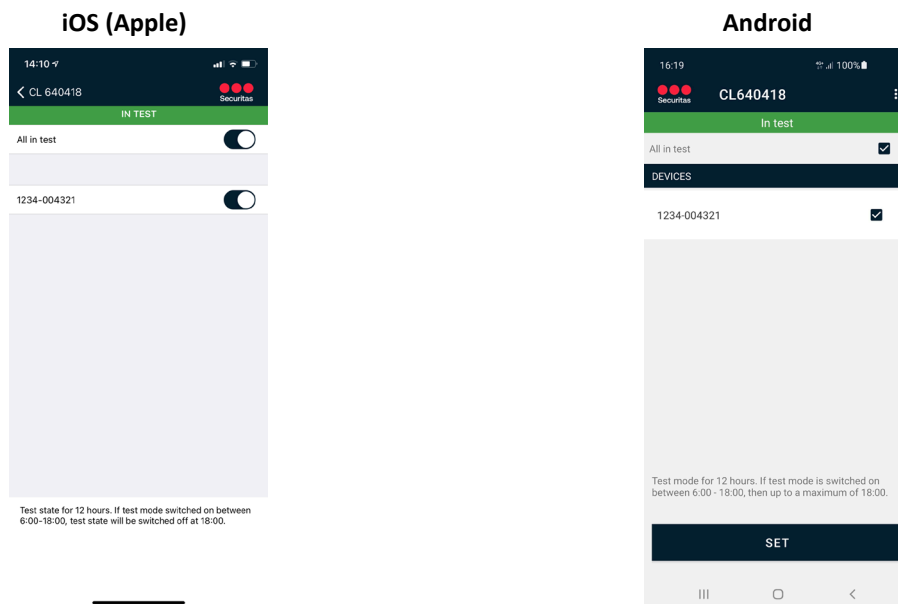 iOS (Apple)
14:10
CL 640418
Securitas
IN TEST
All in test
1234-004321
Test state for 12 hours. If test mode switched on between
6:00-18:00, test state will be switched off at 18:00.
Android
16:19
100%
Securitas
CL640418
In test
All in test
DEVICES
1234-004321
Test mode for 12 hours. If test mode is switched on
between 6:00 - 18:00, then up to a maximum of 18:00.
SET